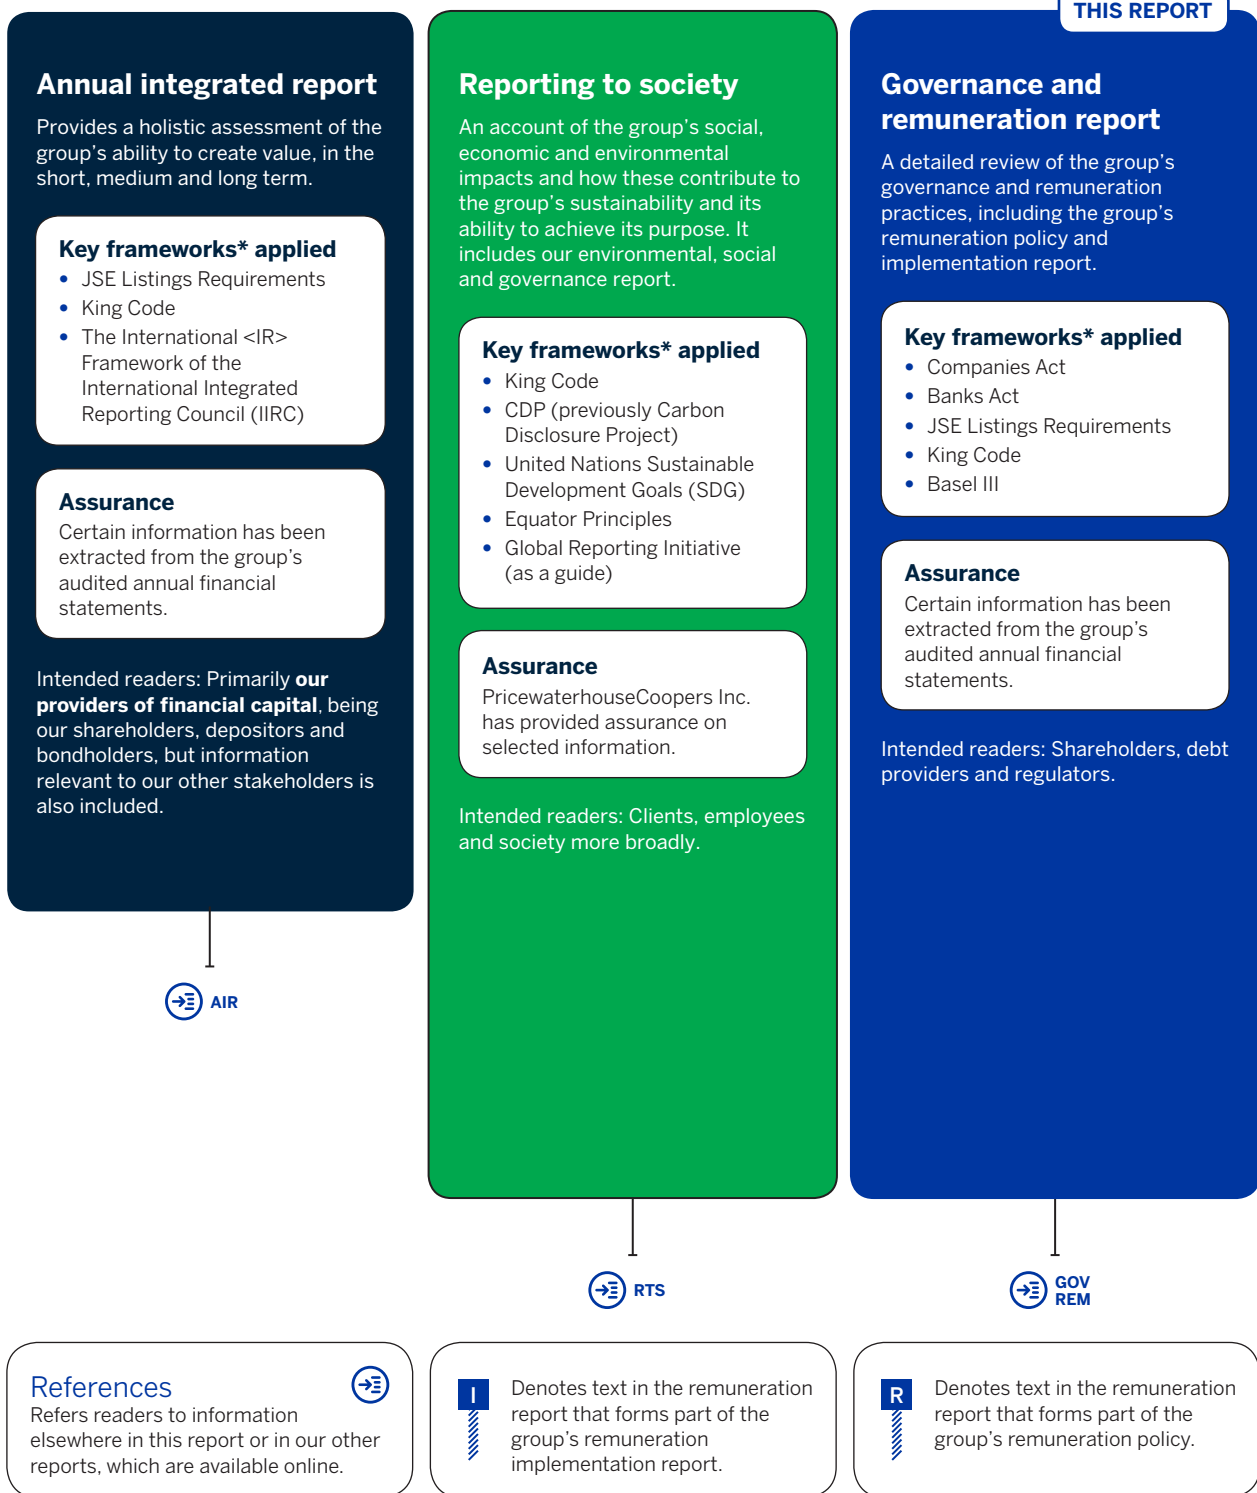 THIS REPORT
Annual integrated report
Provides a holistic assessment of the
group's ability to create value, in the
short, medium and long term.
Key frameworks* applied
• JSE Listings Requirements
• King Code
• The International <IR>
Framework of the
International Integrated
Reporting Council (IIRC)
Assurance
Certain information has been
extracted from the group's
audited annual financial
statements.
Intended readers: Primarily our
providers of financial capital, being
our shareholders, depositors and
bondholders, but information
relevant to our other stakeholders is
also included.
AIR
Reporting to society
An account of the group's social,
economic and environmental
impacts and how these contribute to
the group's sustainability and its
ability to achieve its purpose. It
includes our environmental, social
and governance report.
Key frameworks* applied
• King Code
• CDP (previously Carbon
Disclosure Project)
• United Nations Sustainable
Development Goals (SDG)
• Equator Principles
• Global Reporting Initiative
(as a guide)
Assurance
PricewaterhouseCoopers Inc.
has provided assurance on
selected information.
Intended readers: Clients, employees
and society more broadly.
RTS
Governance and
remuneration report
A detailed review of the group's
governance and remuneration
practices, including the group's
remuneration policy and
implementation report.
Key frameworks* applied
• Companies Act
• Banks Act
• JSE Listings Requirements
• King Code
• Basel III
Assurance
Certain information has been
extracted from the group's
audited annual financial
statements.
Intended readers: Shareholders, debt
providers and regulators.
GOV
REM
References
Refers readers to information
elsewhere in this report or in our other
reports, which are available online.
I
Denotes text in the remuneration
report that forms part of the
group's remuneration
implementation report.
R
Denotes text in the remuneration
report that forms part of the
group's remuneration policy.